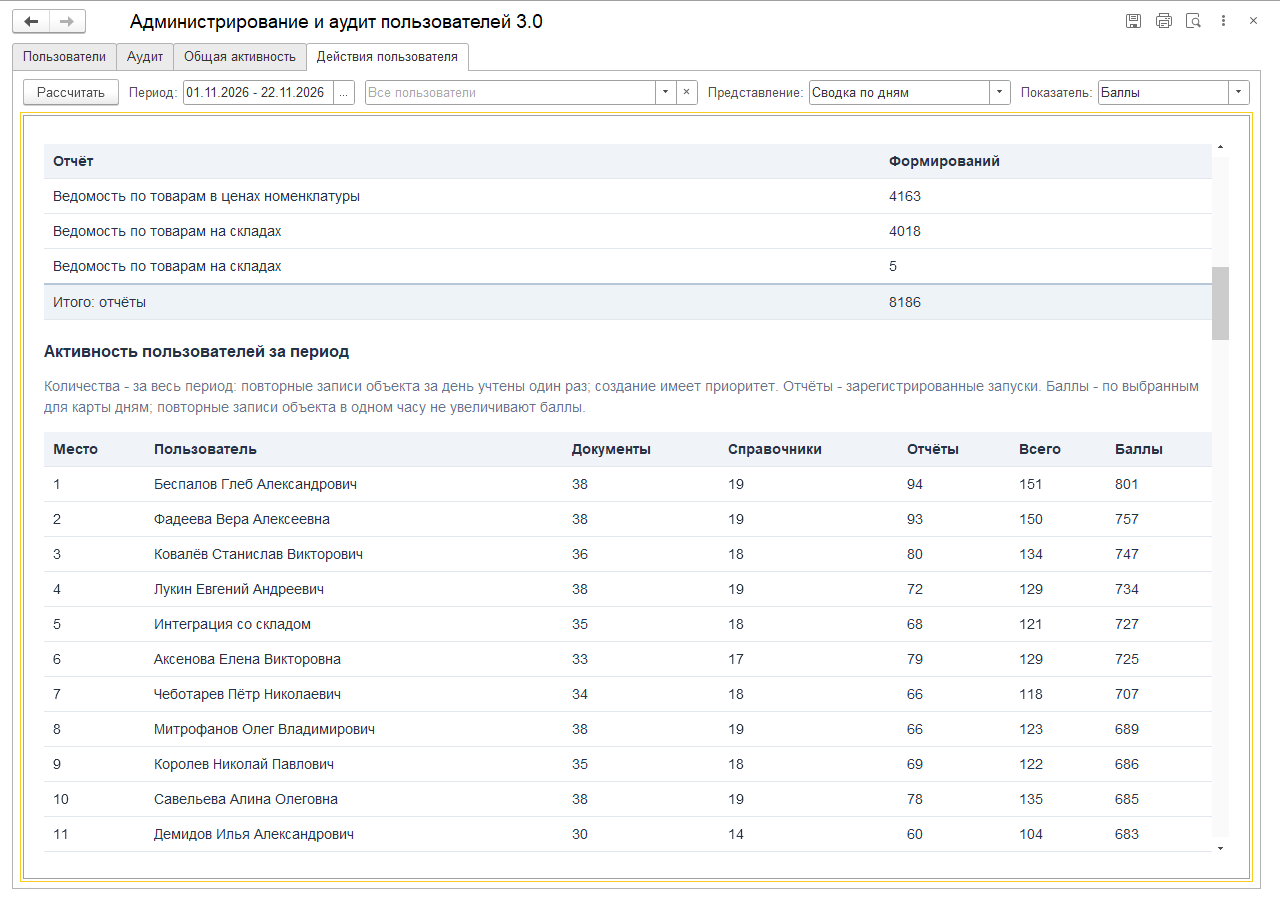 Администрирование и аудит пользователей 3.0
Пользователи Аудит Общая активность Действия пользователя
Рассчитать Период: 01.11.2026 - 22.11.2026 ... Все пользователи × Представление: Сводка по дням Показатель: Баллы
Отчёт Формирований
Ведомость по товарам в ценах номенклатуры 4163
Ведомость по товарам на складах 4018
Ведомость по товарам на складах 5
Итого: отчёты 8186
Активность пользователей за период
Количества - за весь период: повторные записи объекта за день учтены один раз; создание имеет приоритет. Отчёты - зарегистрированные запуски. Баллы - по выбранным
для карты дням; повторные записи объекта в одном часу не увеличивают баллы.
Место Пользователь Документы Справочники Отчёты Всего Баллы
1 Беспалов Глеб Александрович 38 19 94 151 801
2 Фадеева Вера Алексеевна 38 19 93 150 757
3 Ковалёв Станислав Викторович 36 18 80 134 747
4 Лукин Евгений Андреевич 38 19 72 129 734
5 Интеграция со складом 35 18 68 121 727
6 Аксенова Елена Викторовна 33 17 79 129 725
7 Чеботарев Пётр Николаевич 34 18 66 118 707
8 Митрофанов Олег Владимирович 38 19 66 123 689
9 Королев Николай Павлович 35 18 69 122 686
10 Савельева Алина Олеговна 38 19 78 135 685
11 Демидов Илья Александрович 30 14 60 104 683